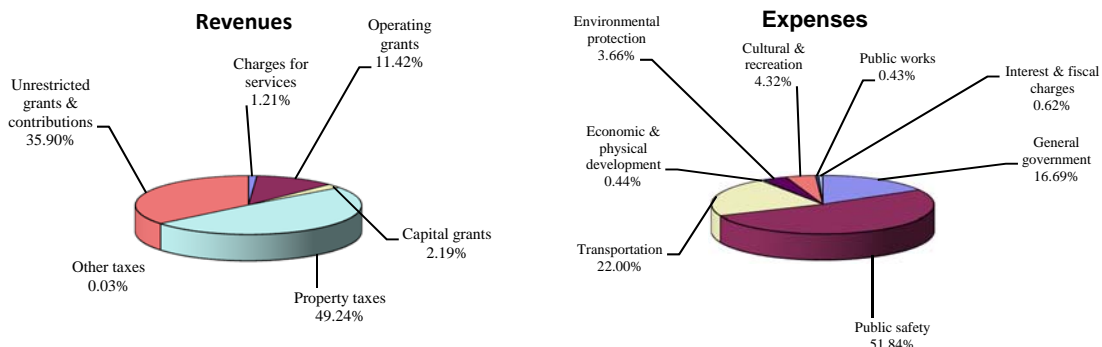 Revenues
Operating
grants
11.42%
Charges for
services
1.21%
Unrestricted
grants &
contributions
35.90%
Capital grants
2.19%
Other taxes
0.03%
Property taxes
49.24%
Expenses
Environmental
protection
3.66%
Cultural &
recreation
4.32%
Public works
0.43%
Interest & fiscal
charges
0.62%
Economic &
physical
development
0.44%
General
government
16.69%
Transportation
22.00%
Public safety
51.84%